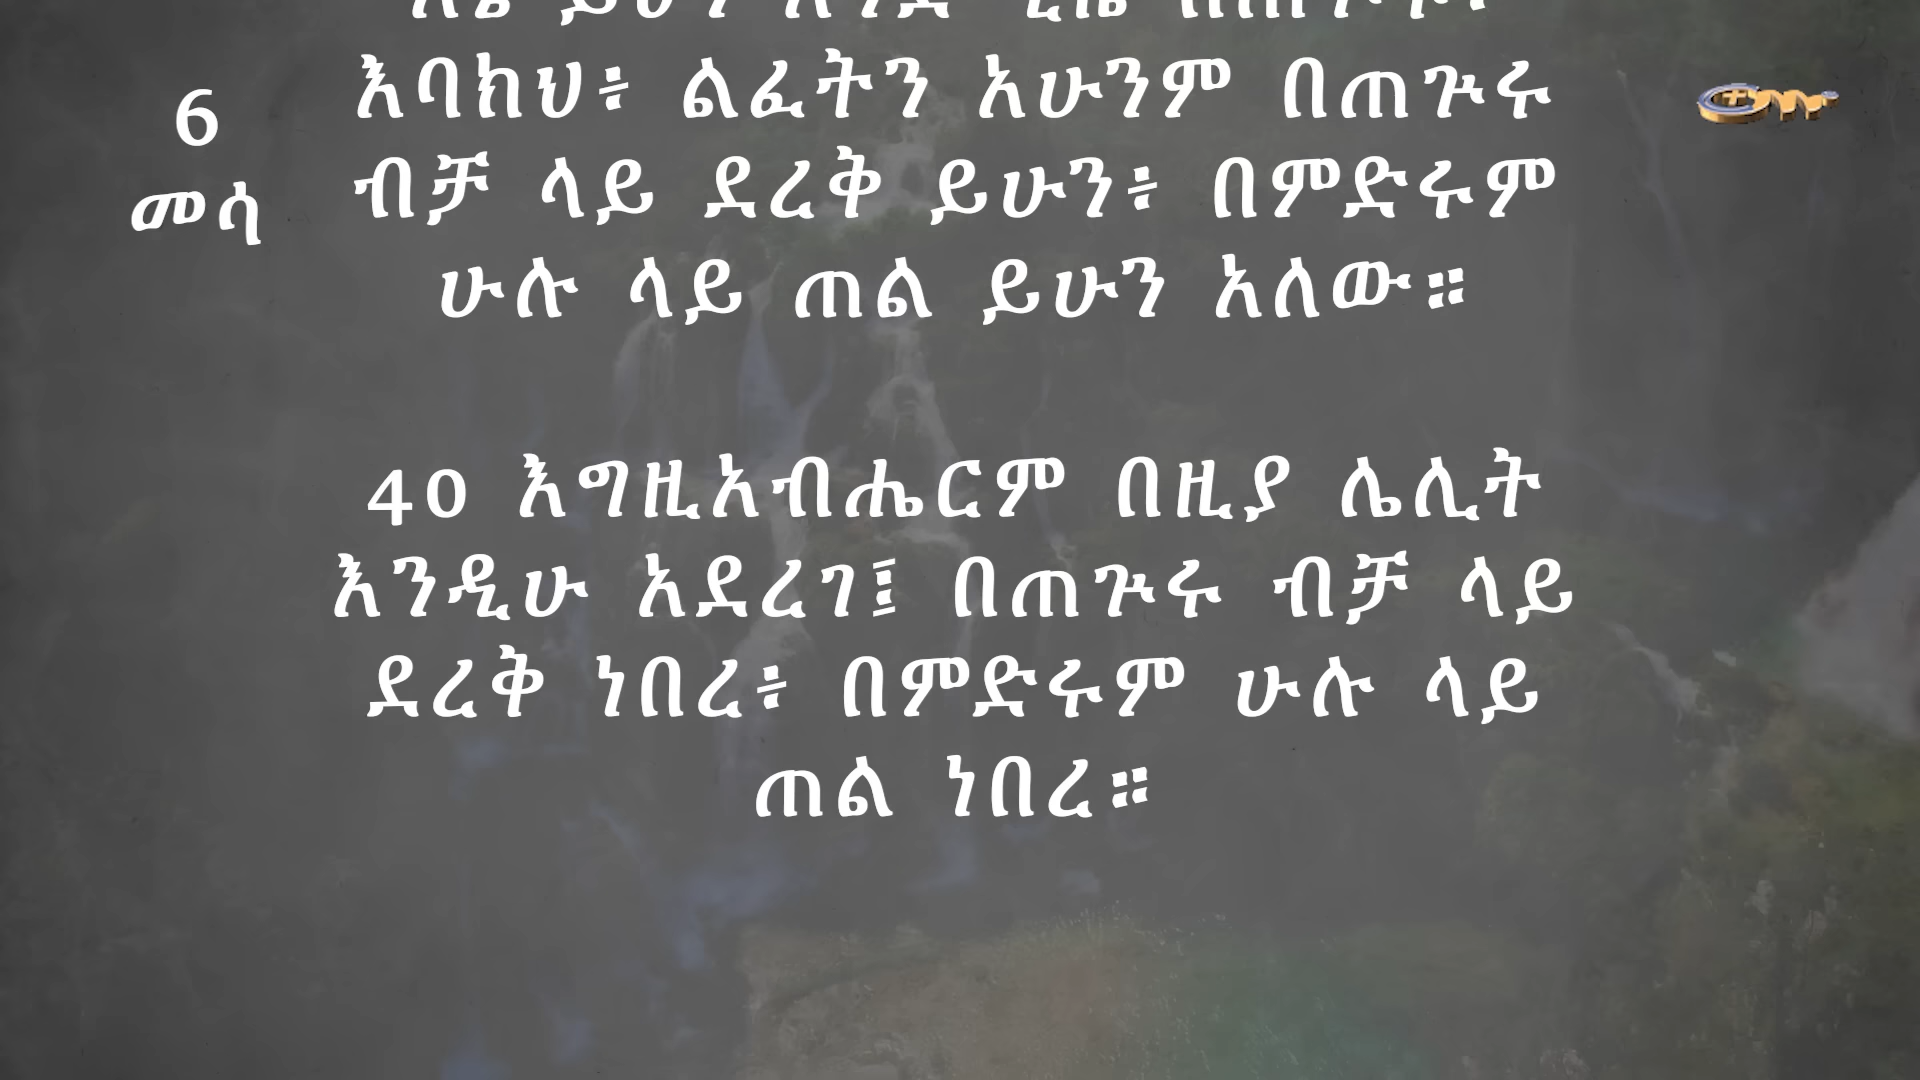 6
መሳ
እባክህ፥ ልፈትን አሁንም በጠጕሩ
ብቻ ላይ ደረቅ ይሁን፥ በምድሩም
ሁሉ ላይ ጠል ይሁን አለው።
40 እግዚአብሔርም በዚያ ሌሊት
እንዲሁ አደረገ፤ በጠጕሩ ብቻ ላይ
ደረቅ ነበረ፥ በምድሩም ሁሉ ላይ
ጠል ነበረ።